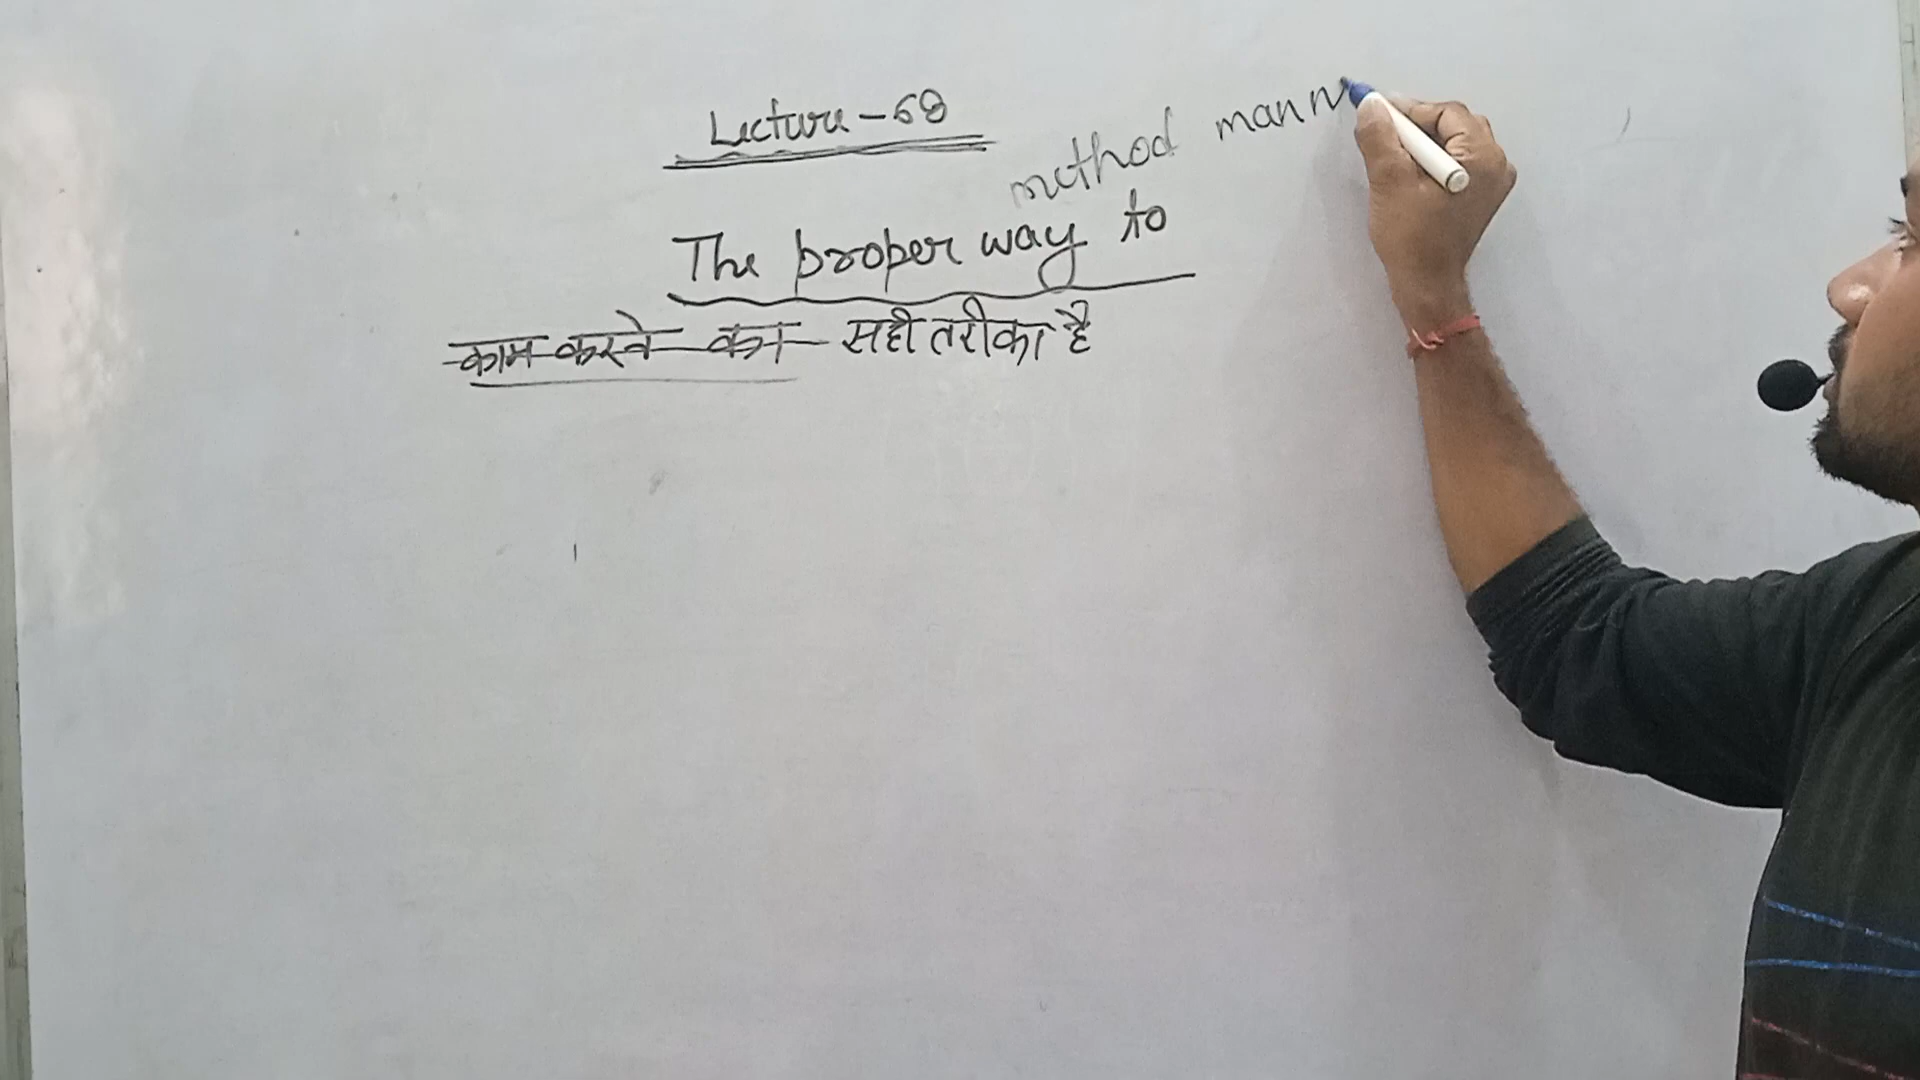 Lecture-68
method mann
The proper way to
काम करने का सही तरीका है